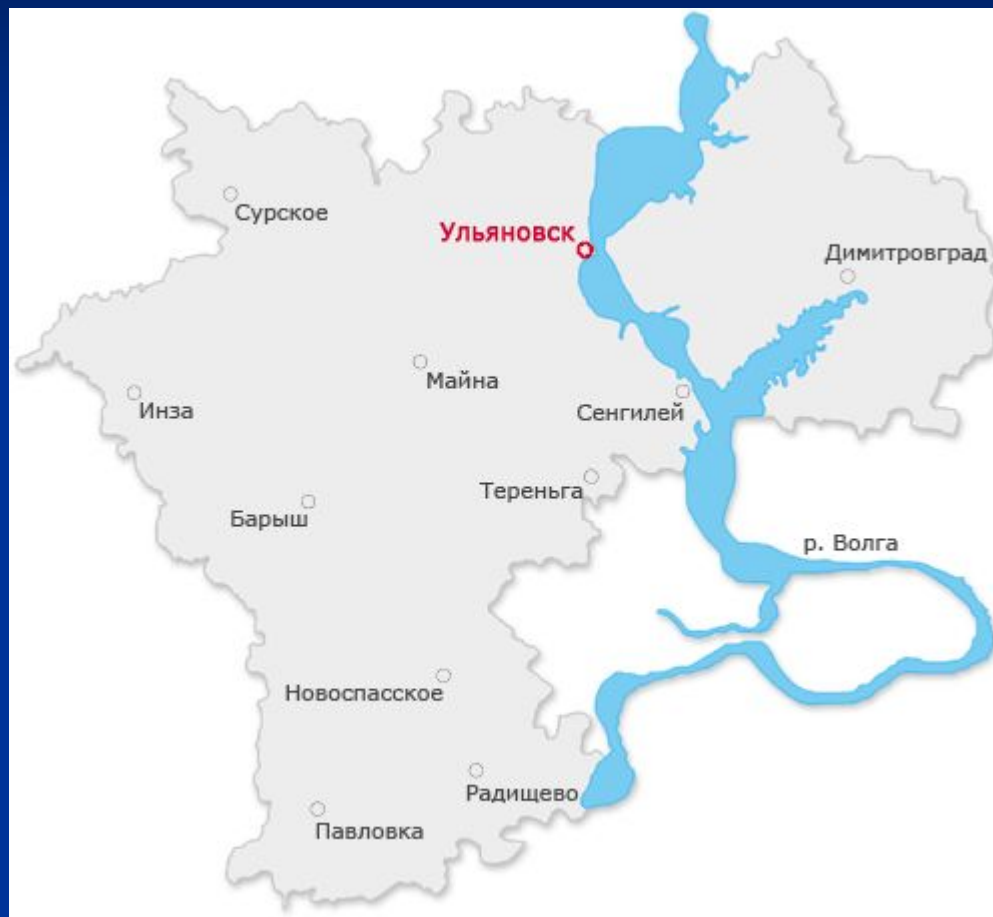 Сурское
Ульяновск
Димитровград
Майна
Инза
Сенгилей
Тереньга
Барыш
р. Волга
Новоспасское
Радищево
Павловка